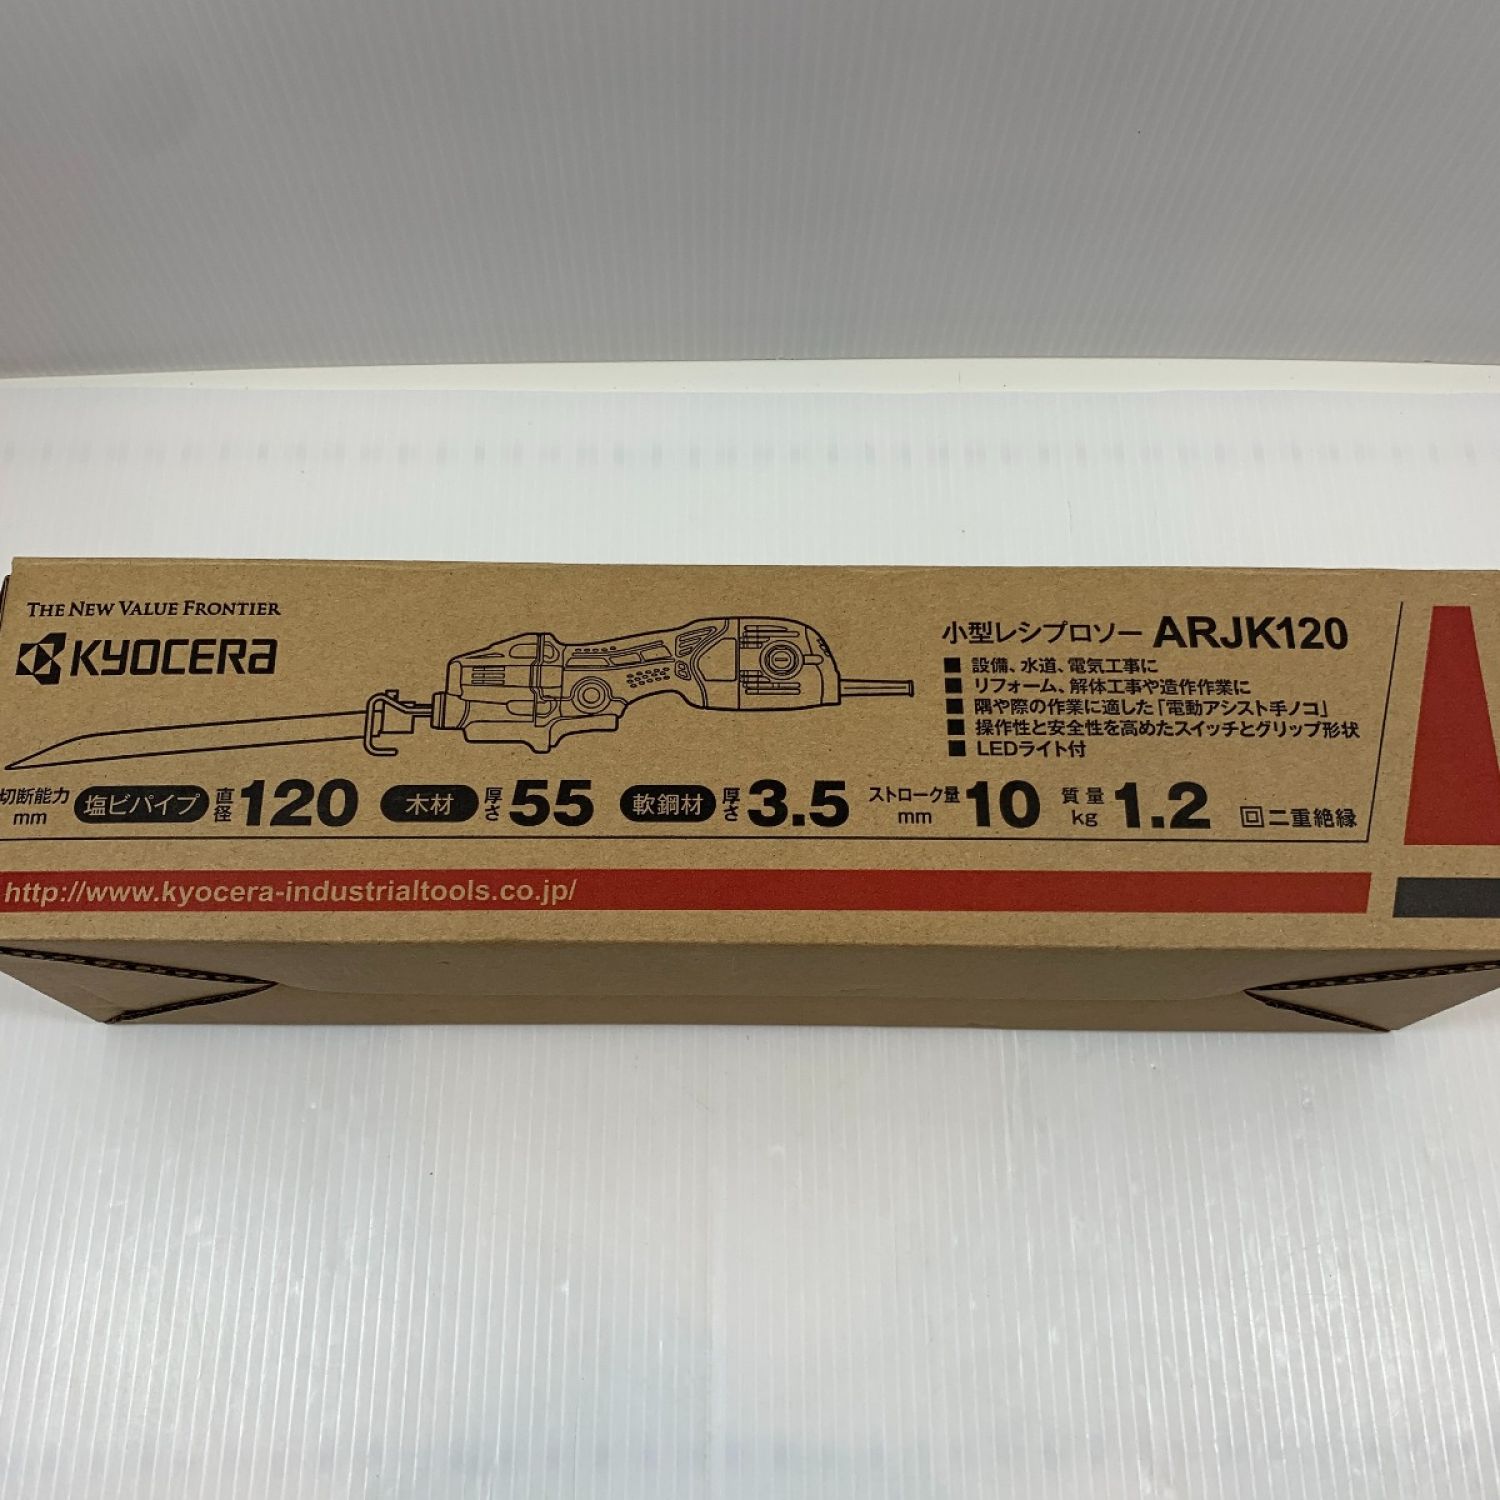 THE NEW VALUE FRONTIER
KYOCERA
小型レシプロソー ARJK120
■ 設備、水道、電気工事に
■ リフォーム、解体工事や造作作業に
■ 隅や際の作業に適した「電動アシスト手ノコ」
■ 操作性と安全性を高めたスイッチとグリップ形状
■ LEDライト付
切断能力 mm 塩ビパイプ 直径 120 木材 厚さ 55 軟鋼材 厚さ 3.5 ストローク量 mm 10 質量 kg 1.2 回 二重絶縁
http://www.kyocera-industrialtools.co.jp/